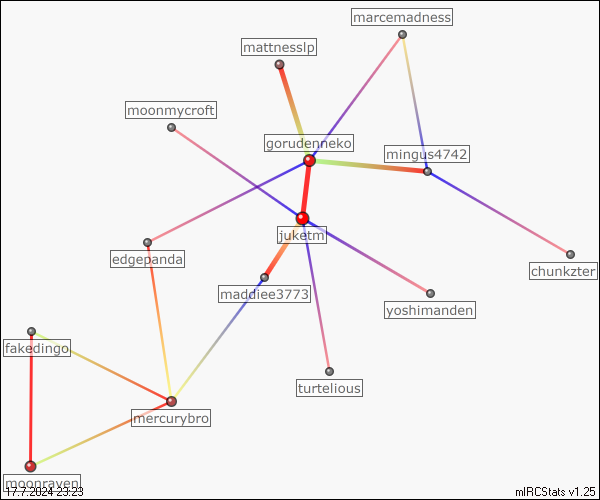 marcemadness
mattnesslp
moonmycroft
gorudenneko
mingus4742
juketm
edgepanda
chunkzter
maddiee3773
yoshimanden
fakedingo
turtelious
mercurybro
moonraven
17.7.2024 23:23
mIRCStats v1.25